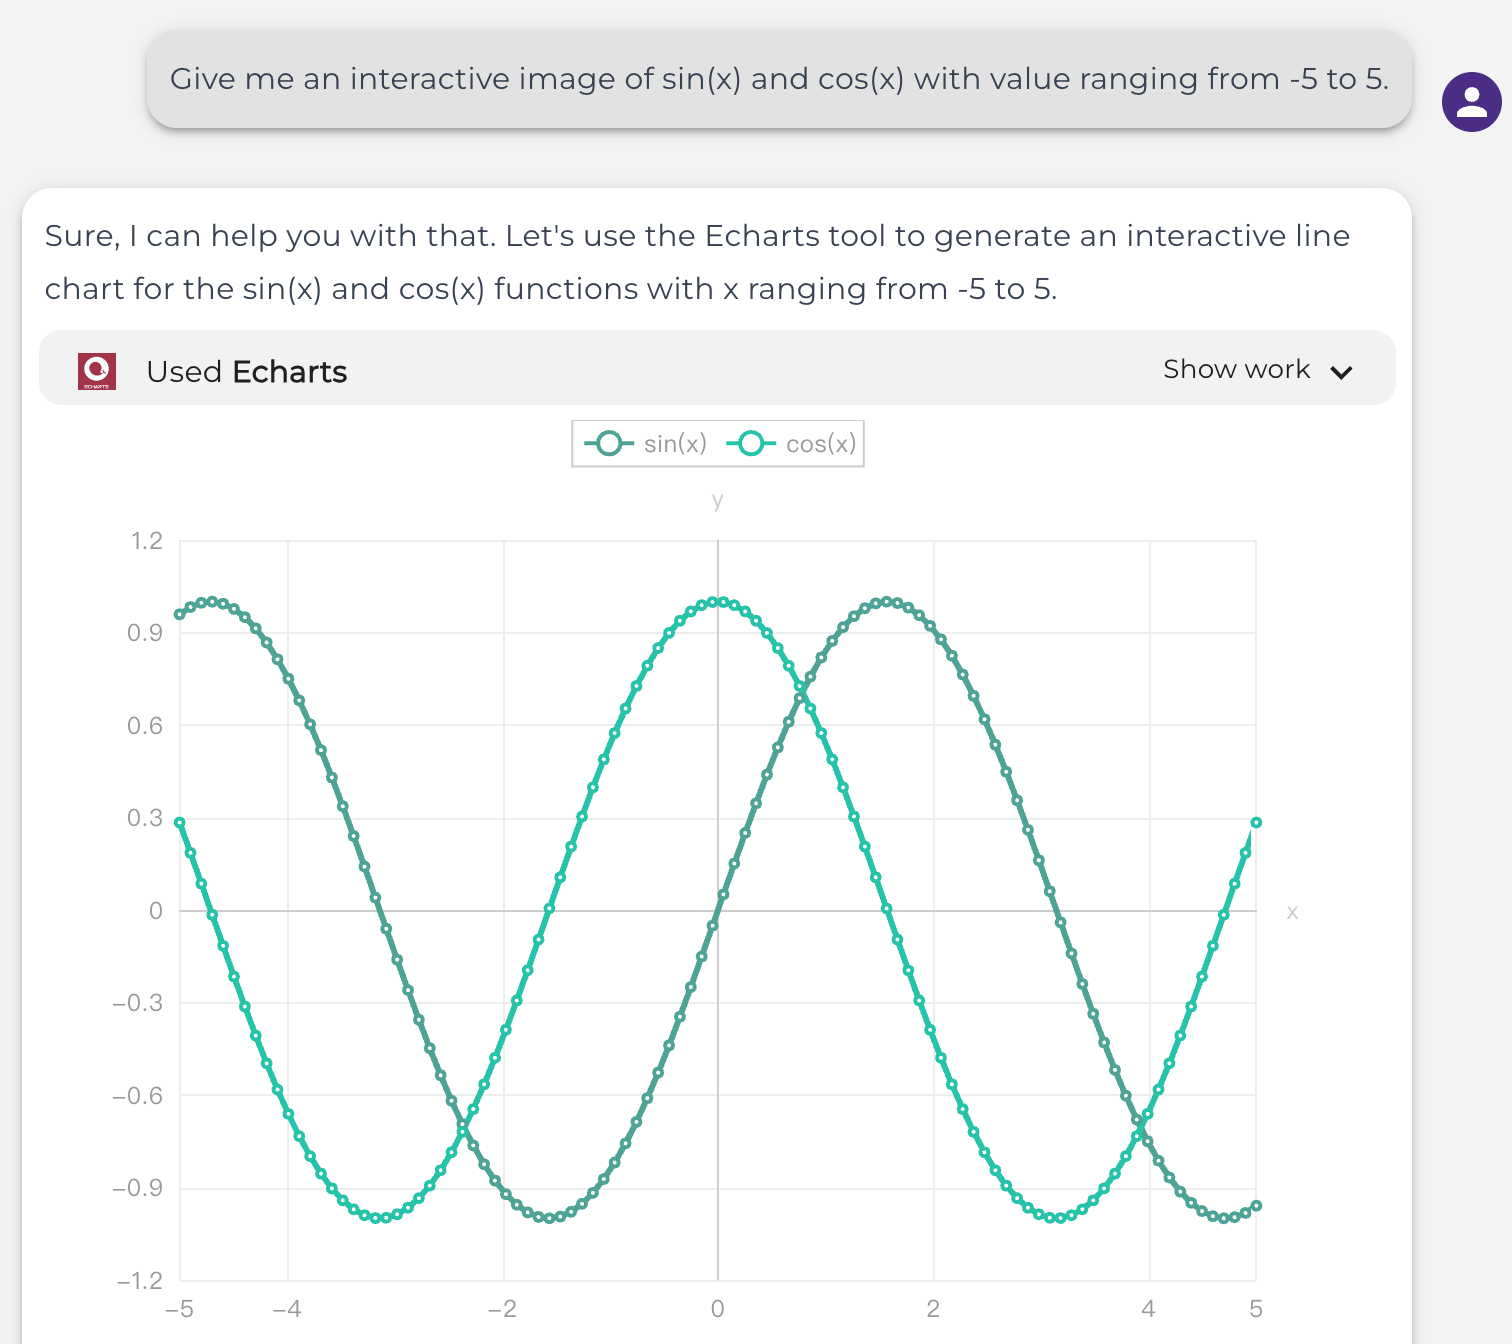 Give me an interactive image of sin(x) and cos(x) with value ranging from -5 to 5.
Sure, I can help you with that. Let's use the Echarts tool to generate an interactive line
chart for the sin(x) and cos(x) functions with x ranging from -5 to 5.
ECHARTS
Used Echarts
Show work
sin(x) cos(x)
y
1.2
0.9
0.6
0.3
0
x
−0.3
−0.6
−0.9
−1.2
−5 −4 −2 0 2 4 5